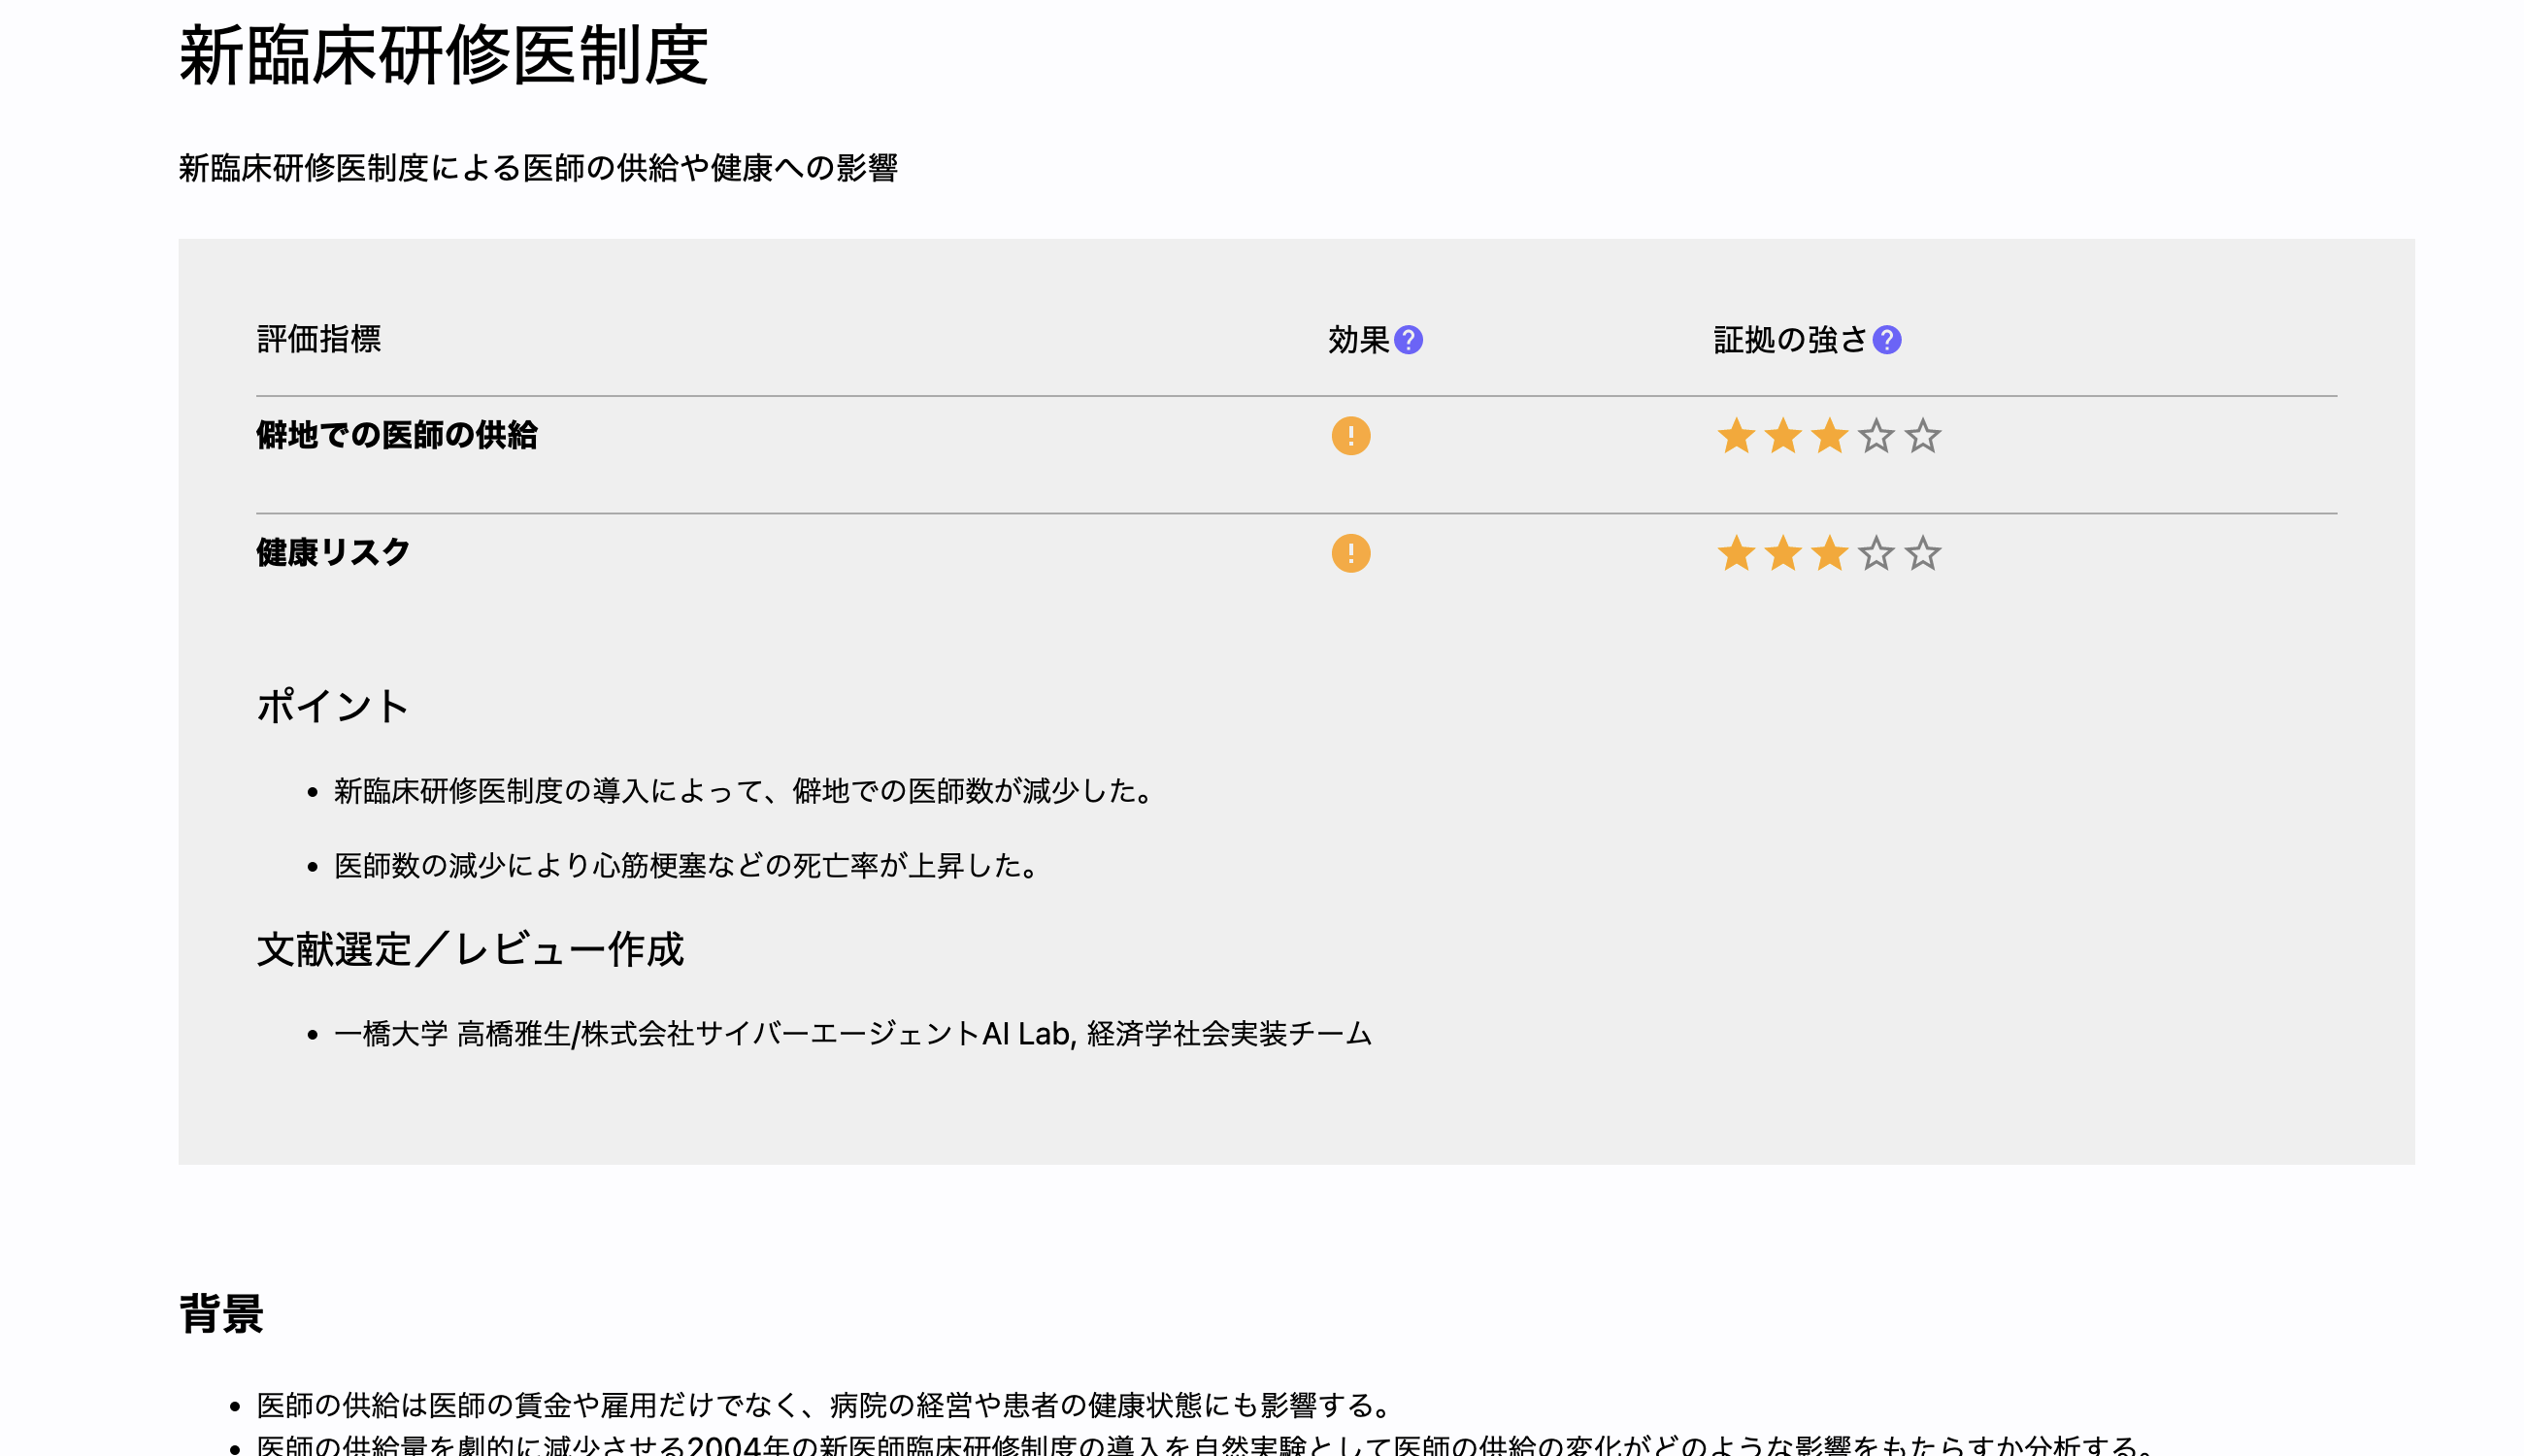 新臨床研修医制度
新臨床研修医制度による医師の供給や健康への影響
評価指標 効果? 証拠の強さ?
僻地での医師の供給 !
健康リスク !
ポイント
• 新臨床研修医制度の導入によって、僻地での医師数が減少した。
• 医師数の減少により心筋梗塞などの死亡率が上昇した。
文献選定／レビュー作成
• 一橋大学 高橋雅生/株式会社サイバーエージェントAI Lab, 経済学社会実装チーム
背景
• 医師の供給は医師の賃金や雇用だけでなく、病院の経営や患者の健康状態にも影響する。
• 医師の供給量を劇的に減少させる2004年の新医師臨床研修制度の導入を自然実験として医師の供給の変化がどのような影響をもたらすか分析する。